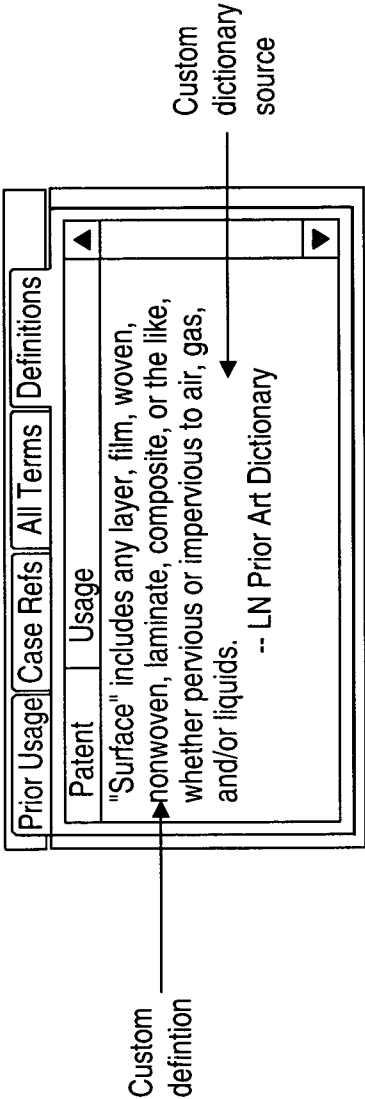 Prior Usage Case Refs All Terms Definitions
Patent Usage
"Surface" includes any layer, film, woven,
nonwoven, laminate, composite, or the like,
whether pervious or impervious to air, gas,
and/or liquids.
-- LN Prior Art Dictionary
Custom
defintion
Custom
dictionary
source